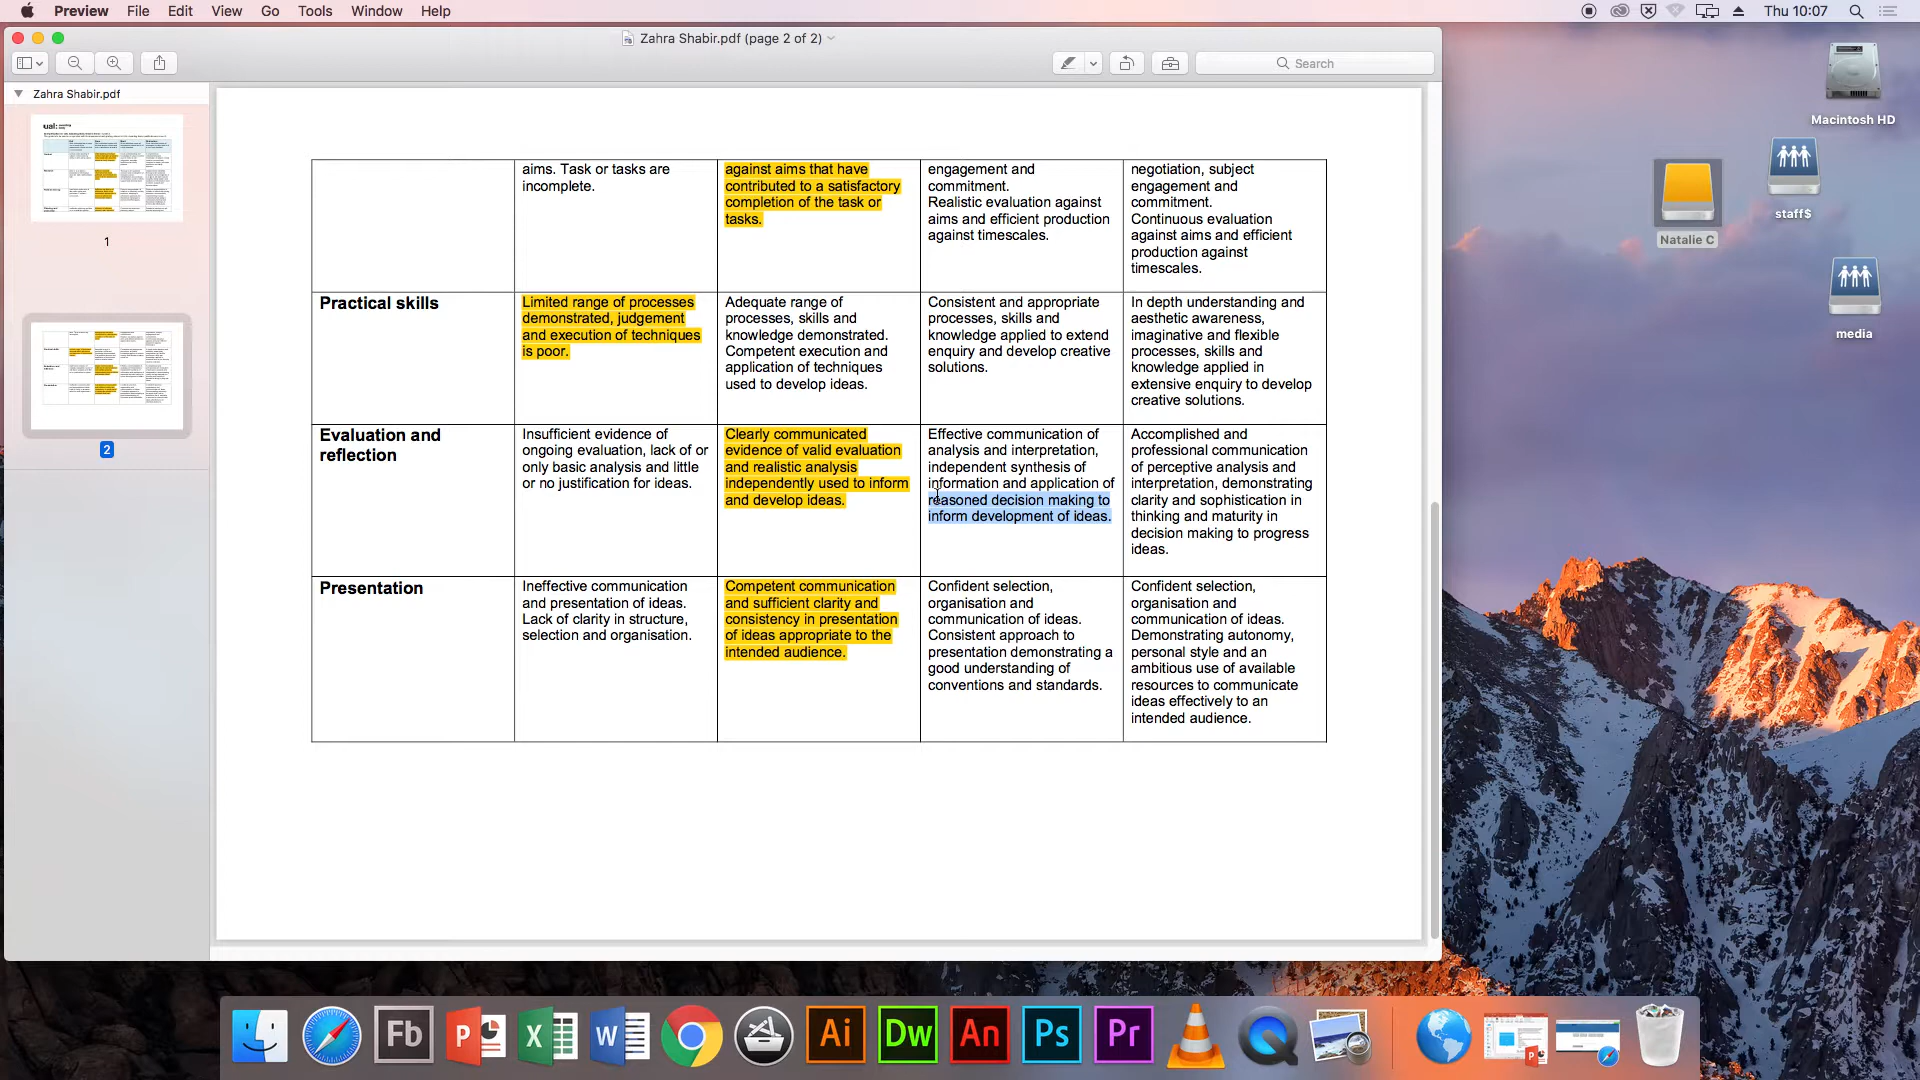 Preview File Edit View Go Tools Window Help
Thu 10:07
Zahra Shabir.pdf (page 2 of 2)
Search
Zahra Shabir.pdf
ual:
1
2
aims. Task or tasks are
incomplete.
against aims that have
contributed to a satisfactory
completion of the task or
tasks.
engagement and
commitment.
Realistic evaluation against
aims and efficient production
against timescales.
negotiation, subject
engagement and
commitment.
Continuous evaluation
against aims and efficient
production against
timescales.
Practical skills
Limited range of processes
demonstrated, judgement
and execution of techniques
is poor.
Adequate range of
processes, skills and
knowledge demonstrated.
Competent execution and
application of techniques
used to develop ideas.
Consistent and appropriate
processes, skills and
knowledge applied to extend
enquiry and develop creative
solutions.
In depth understanding and
aesthetic awareness,
imaginative and flexible
processes, skills and
knowledge applied in
extensive enquiry to develop
creative solutions.
Evaluation and
reflection
Insufficient evidence of
ongoing evaluation, lack of or
only basic analysis and little
or no justification for ideas.
Clearly communicated
evidence of valid evaluation
and realistic analysis
independently used to inform
and develop ideas.
Effective communication of
analysis and interpretation,
independent synthesis of
information and application of
reasoned decision making to
inform development of ideas.
Accomplished and
professional communication
of perceptive analysis and
interpretation, demonstrating
clarity and sophistication in
thinking and maturity in
decision making to progress
ideas.
Presentation
Ineffective communication
and presentation of ideas.
Lack of clarity in structure,
selection and organisation.
Competent communication
and sufficient clarity and
consistency in presentation
of ideas appropriate to the
intended audience.
Confident selection,
organisation and
communication of ideas.
Consistent approach to
presentation demonstrating a
good understanding of
conventions and standards.
Confident selection,
organisation and
communication of ideas.
Demonstrating autonomy,
personal style and an
ambitious use of available
resources to communicate
ideas effectively to an
intended audience.
Macintosh HD
staff$
Natalie C
media
Fb
P
X
W
Ai
Dw
An
Ps
Pr
P